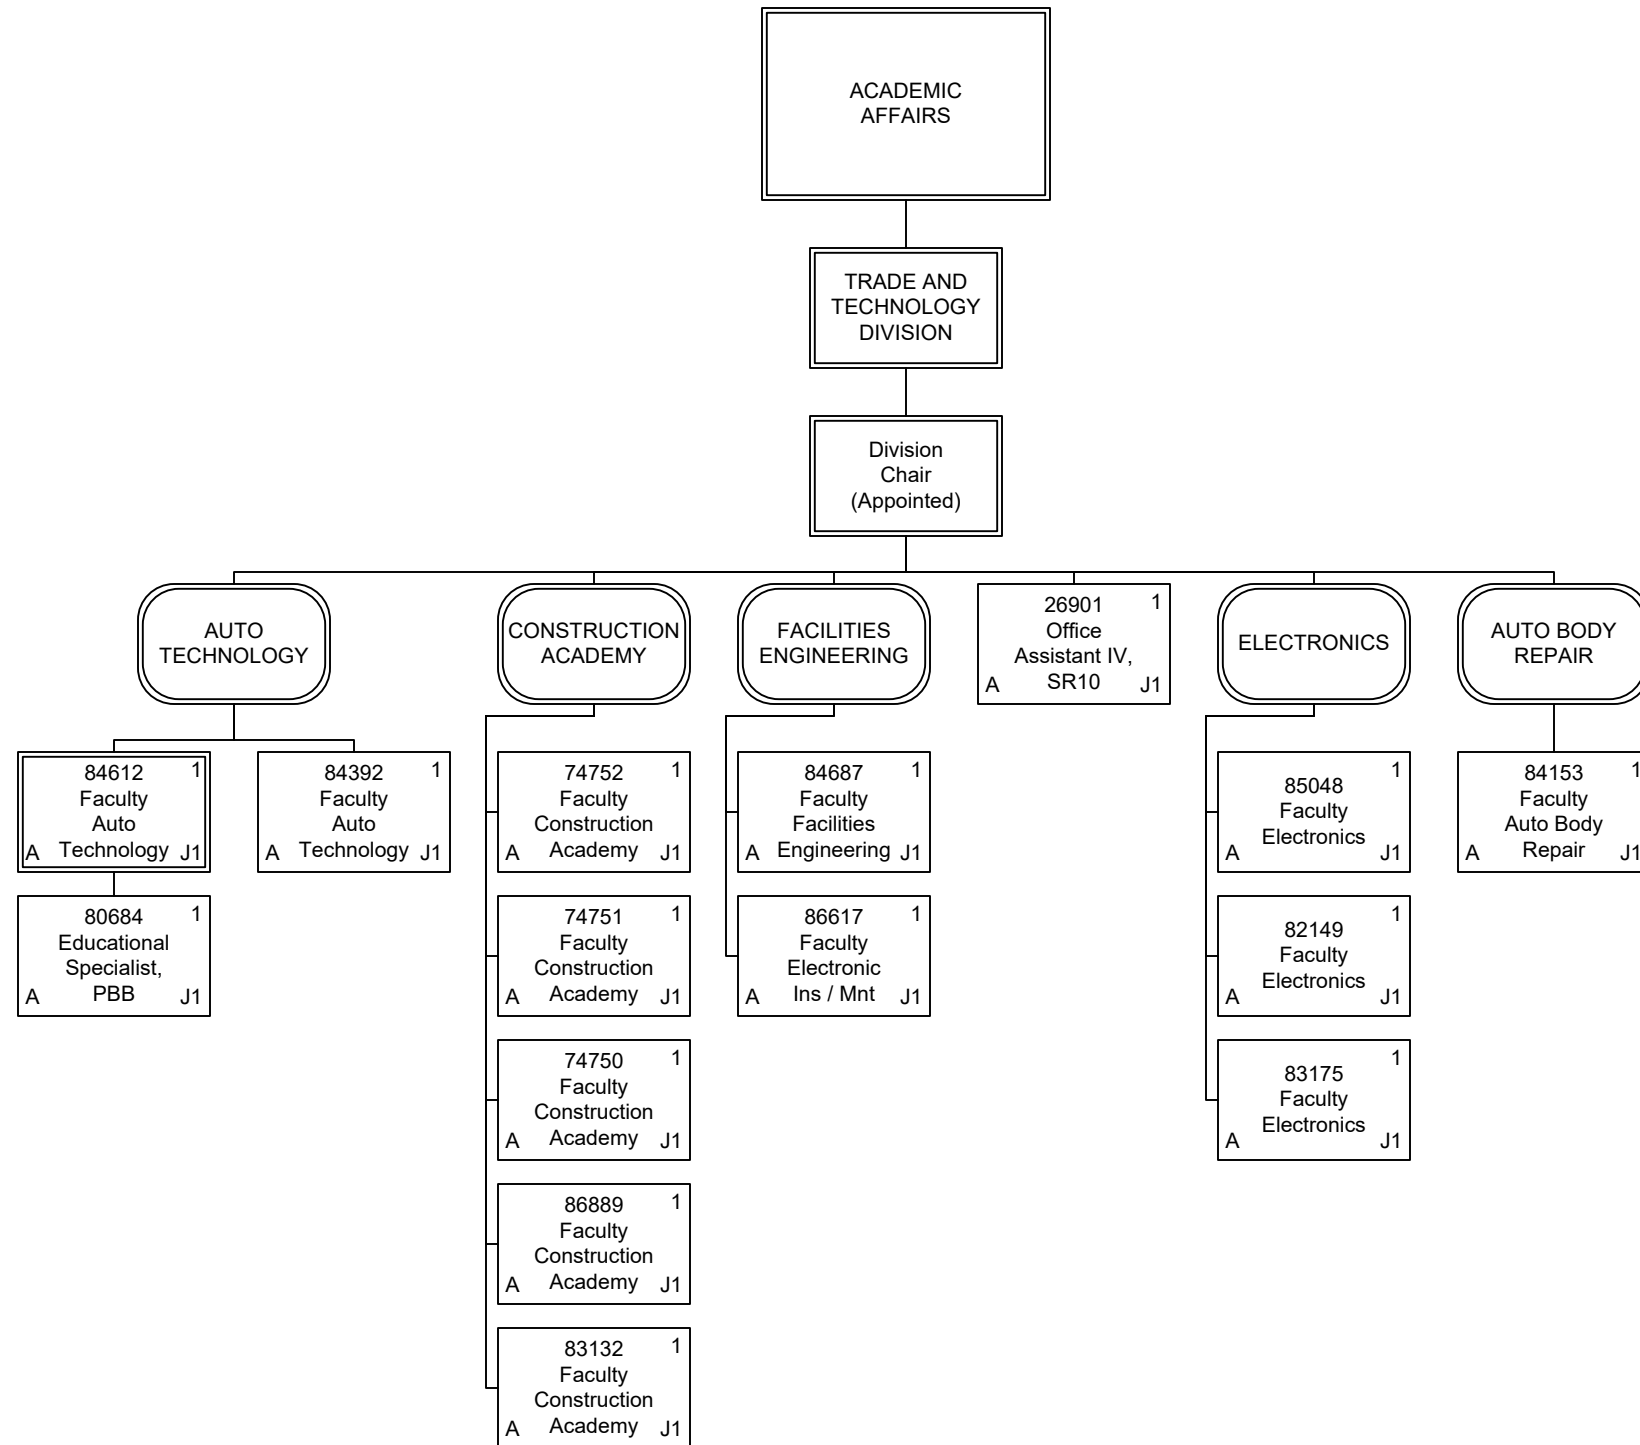 ACADEMIC
AFFAIRS
TRADE AND
TECHNOLOGY
DIVISION
Division
Chair
(Appointed)
AUTO
TECHNOLOGY
CONSTRUCTION
ACADEMY
FACILITIES
ENGINEERING
26901 1
Office
Assistant IV,
A SR10 J1
ELECTRONICS
AUTO BODY
REPAIR
84612 1
Faculty
Auto
A Technology J1
84392 1
Faculty
Auto
A Technology J1
74752 1
Faculty
Construction
A Academy J1
84687 1
Faculty
Facilities
A Engineering J1
85048 1
Faculty
Electronics
A J1
84153 1
Faculty
Auto Body
A Repair J1
80684 1
Educational
Specialist,
A PBB J1
74751 1
Faculty
Construction
A Academy J1
86617 1
Faculty
Electronic
A Ins / Mnt J1
82149 1
Faculty
Electronics
A J1
74750 1
Faculty
Construction
A Academy J1
83175 1
Faculty
Electronics
A J1
86889 1
Faculty
Construction
A Academy J1
83132 1
Faculty
Construction
A Academy J1